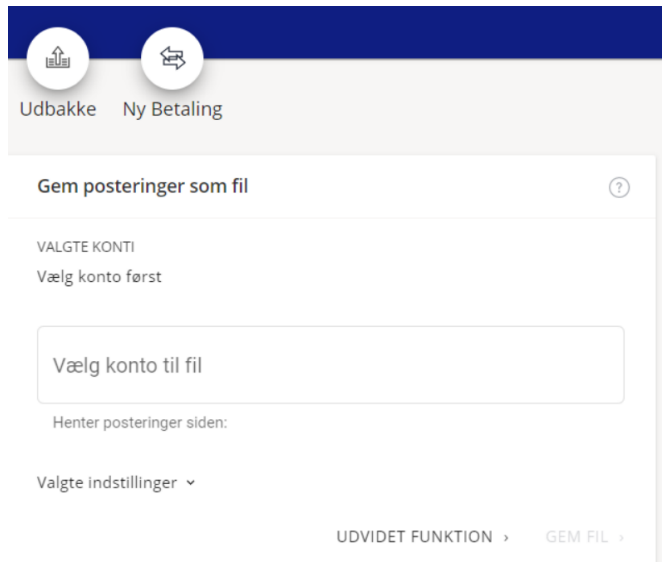 Udbakke Ny Betaling
Gem posteringer som fil
?
VALGTE KONTI
Vælg konto først
Vælg konto til fil
Henter posteringer siden:
Valgte indstillinger
UDVIDET FUNKTION GEM FIL